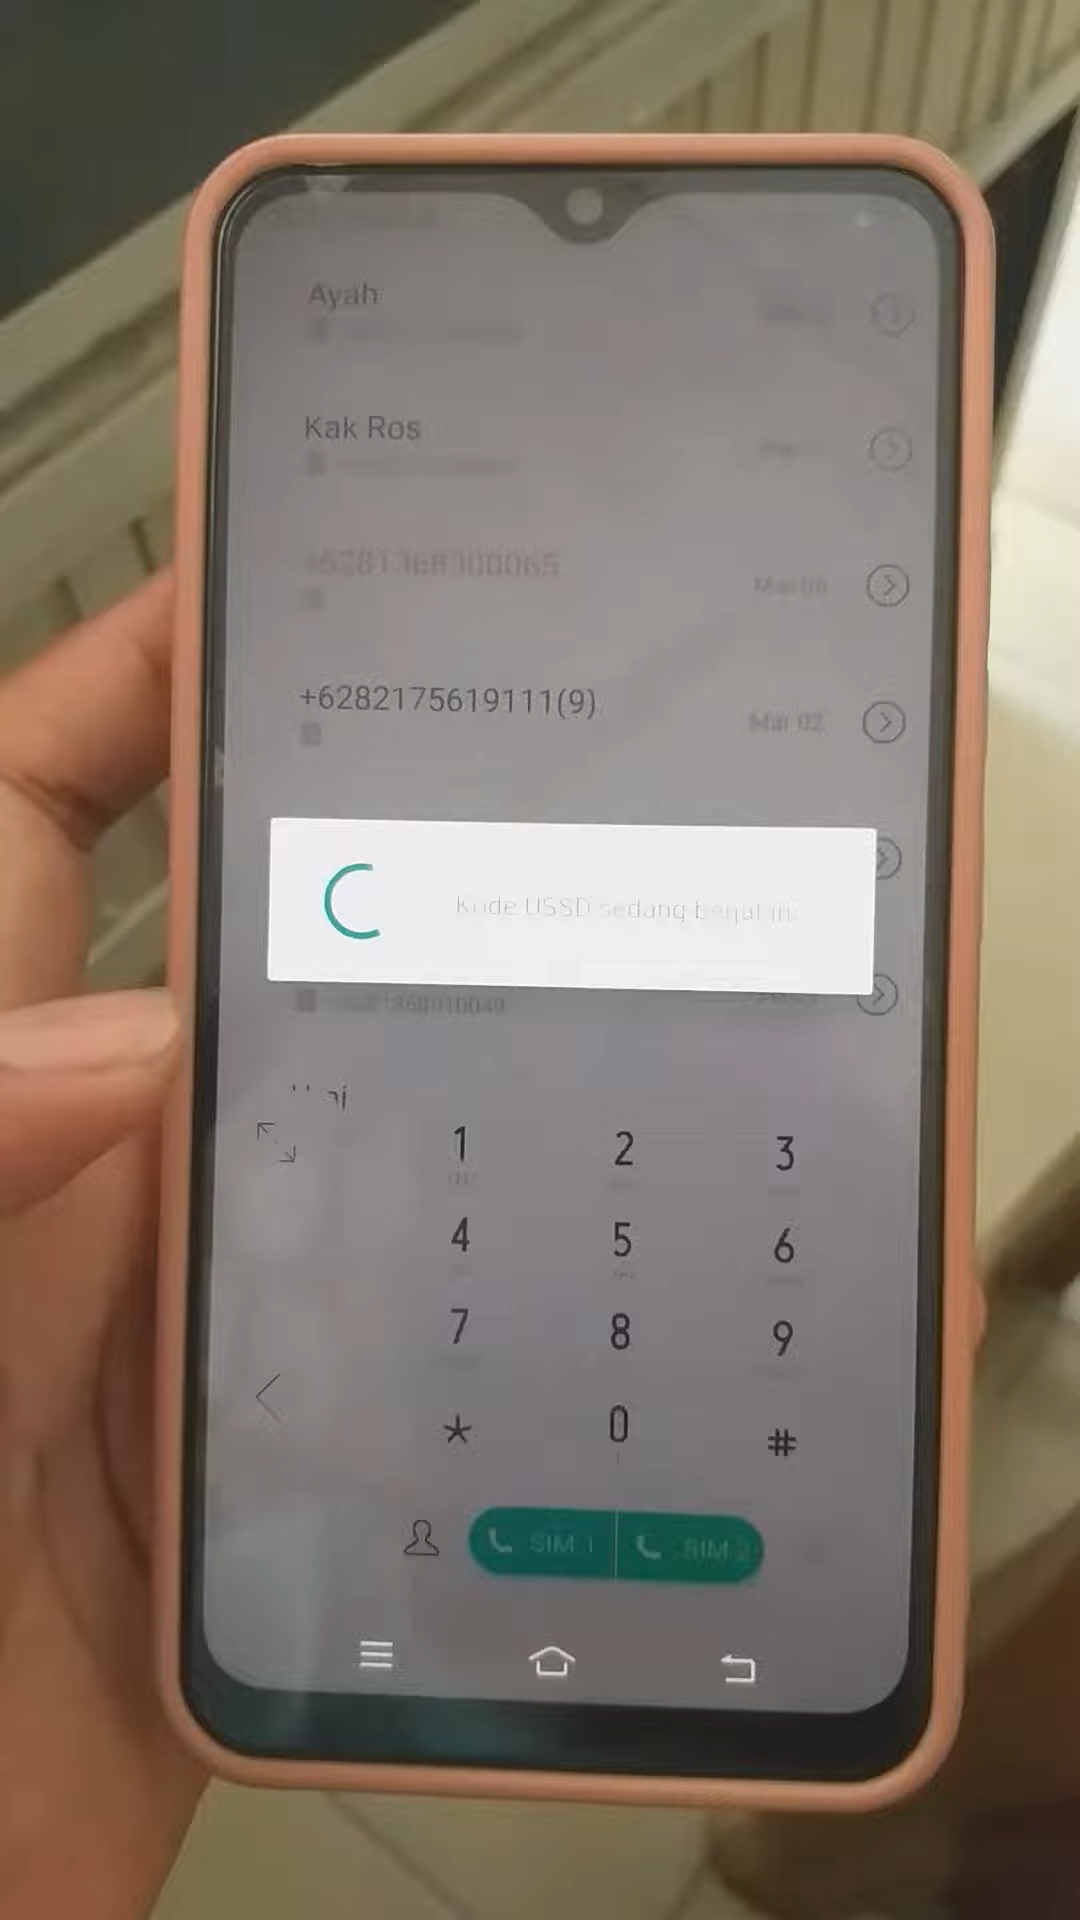 Ayah
Kak Ros
+6281368300065
Mar 06
+6282175619111(9)
Mar 02
Kode USSD sedang berjalan
1
2
3
4
5
6
7
8
9
*
0
#
SIM 1
SIM 2